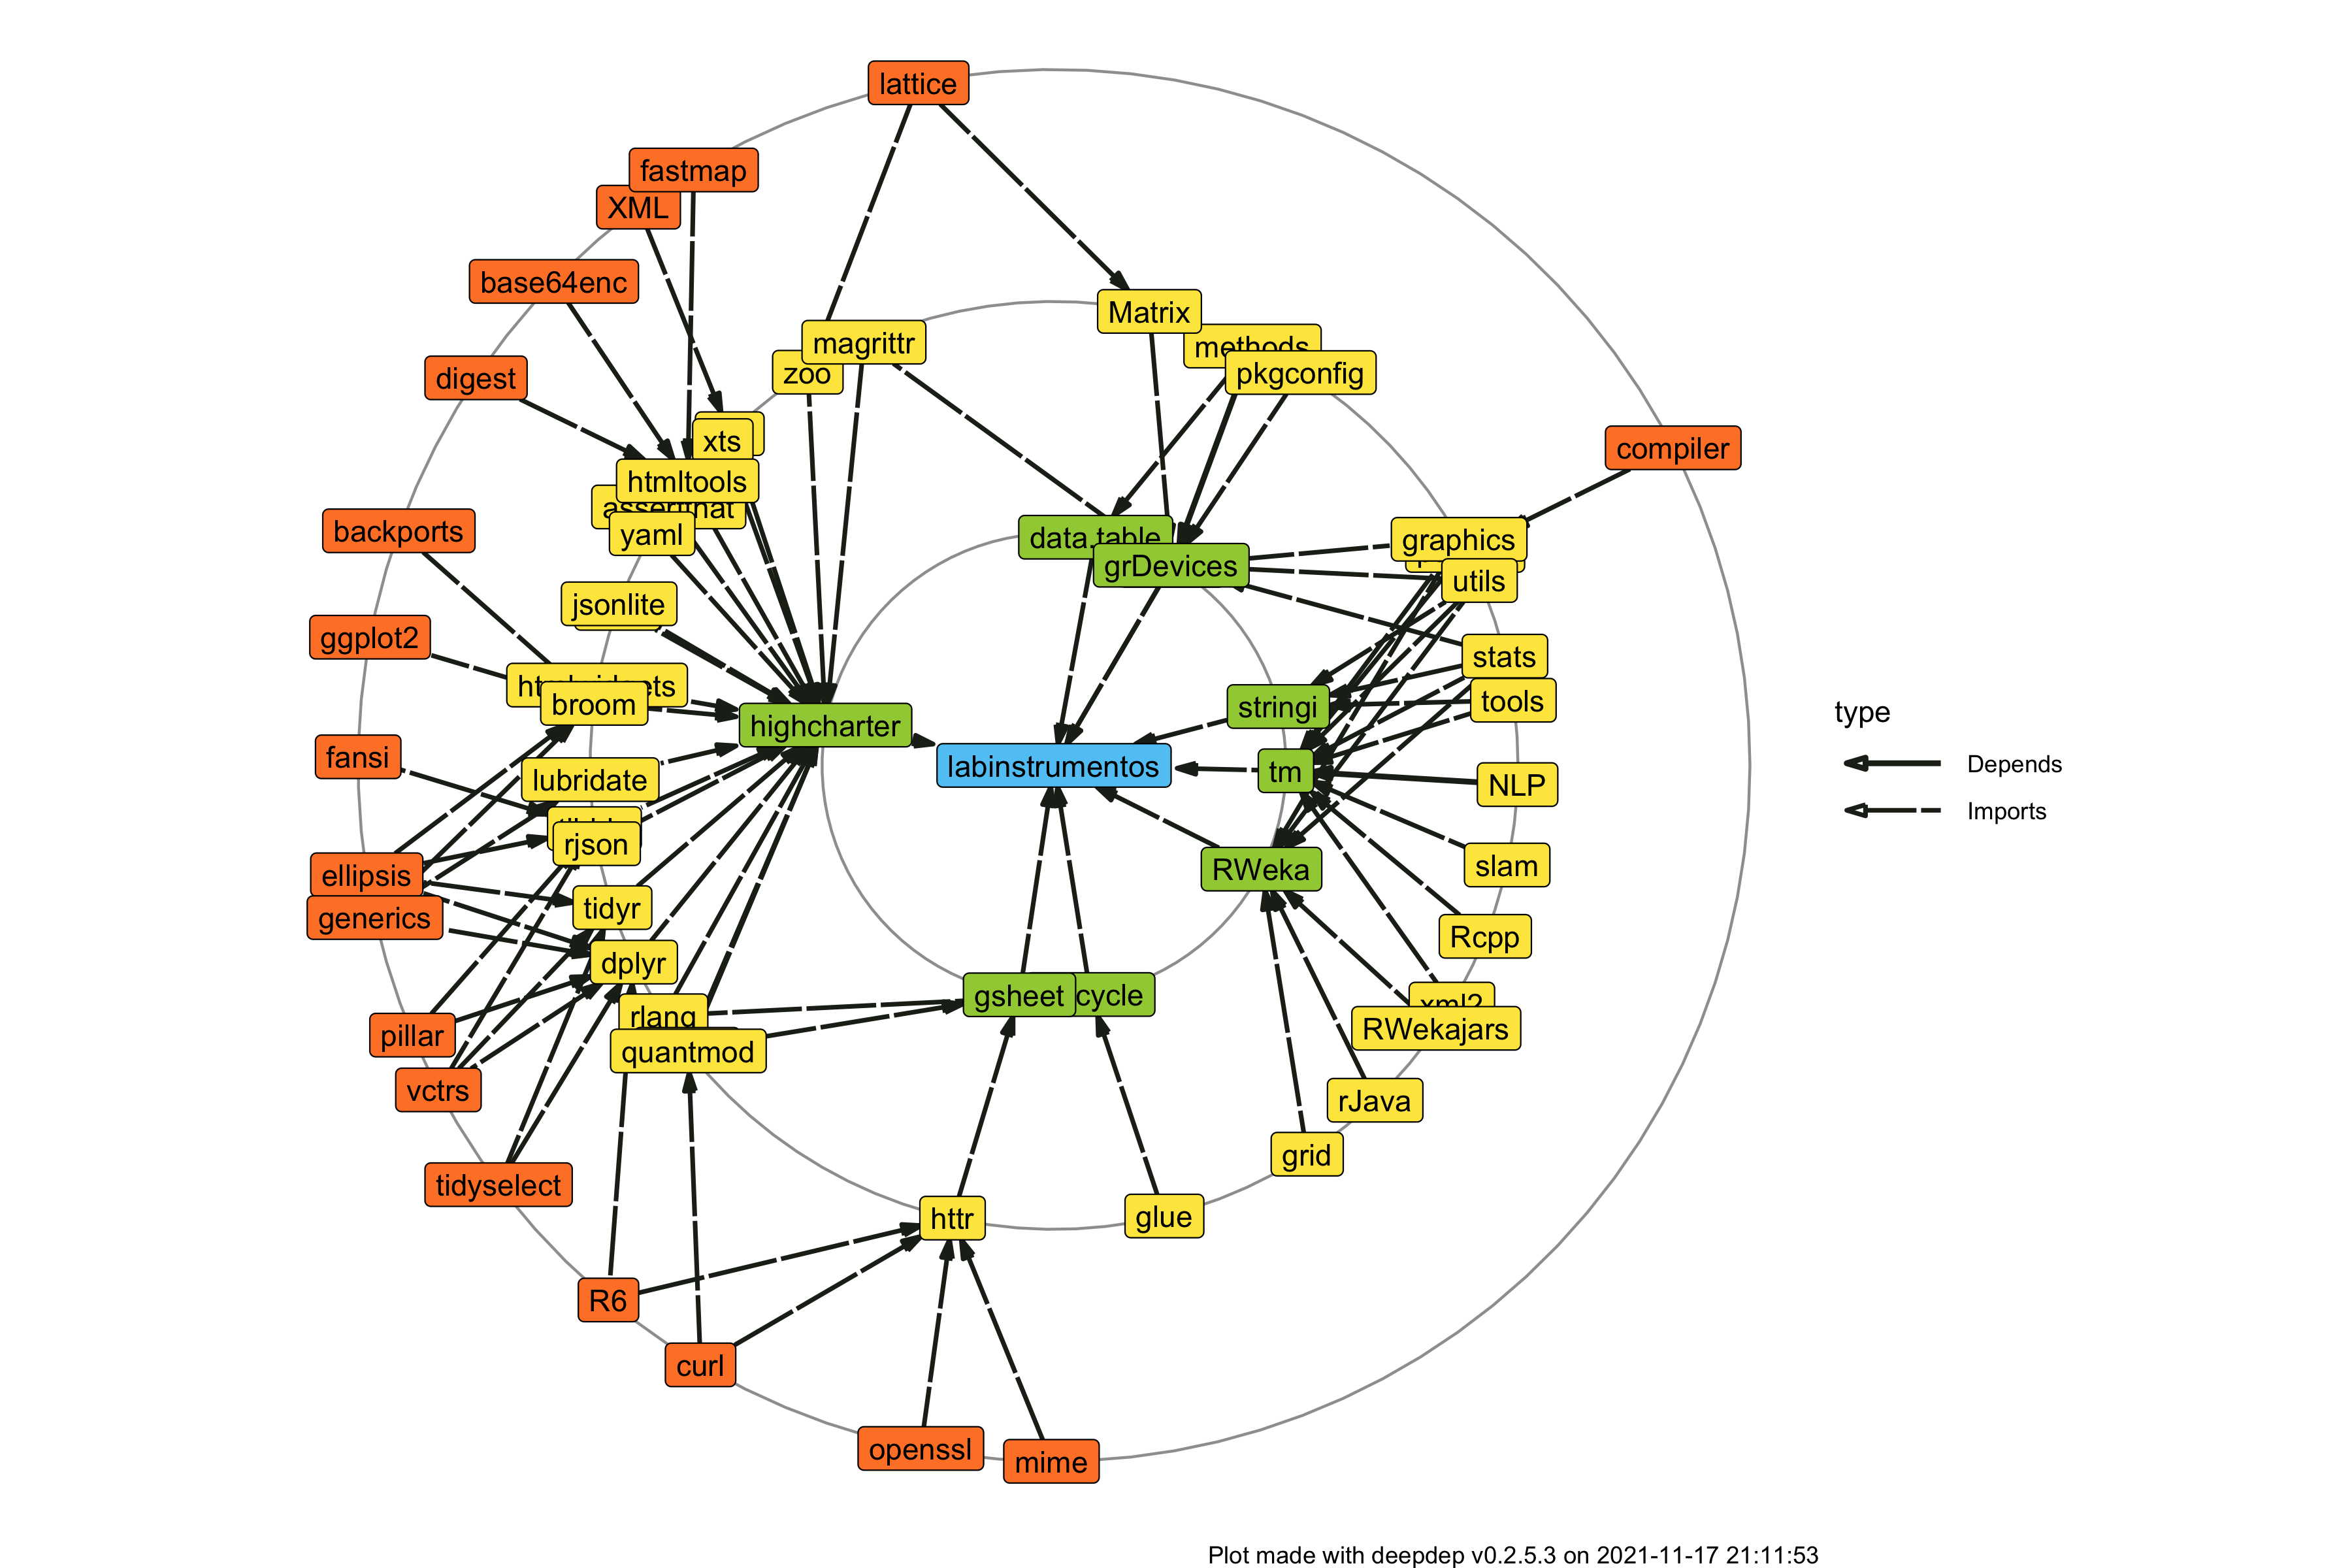 lattice
fastmap
XML
base64enc
Matrix
magrittr
methods
pkgconfig
zoo
digest
xts
compiler
htmltools
assertthat
backports
yaml
data.table
graphics
grDevices
utils
jsonlite
ggplot2
stats
broom
tools
stringi
type
highcharter
fansi
Depends
labinstrumentos
tm
lubridate
NLP
Imports
rjson
RWeka
slam
ellipsis
tidyr
generics
Rcpp
dplyr
gsheet
cycle
xml2
rlang
RWekajars
pillar
quantmod
vctrs
rJava
grid
tidyselect
httr
glue
R6
curl
openssl
mime
Plot made with deepdep v0.2.5.3 on 2021-11-17 21:11:53